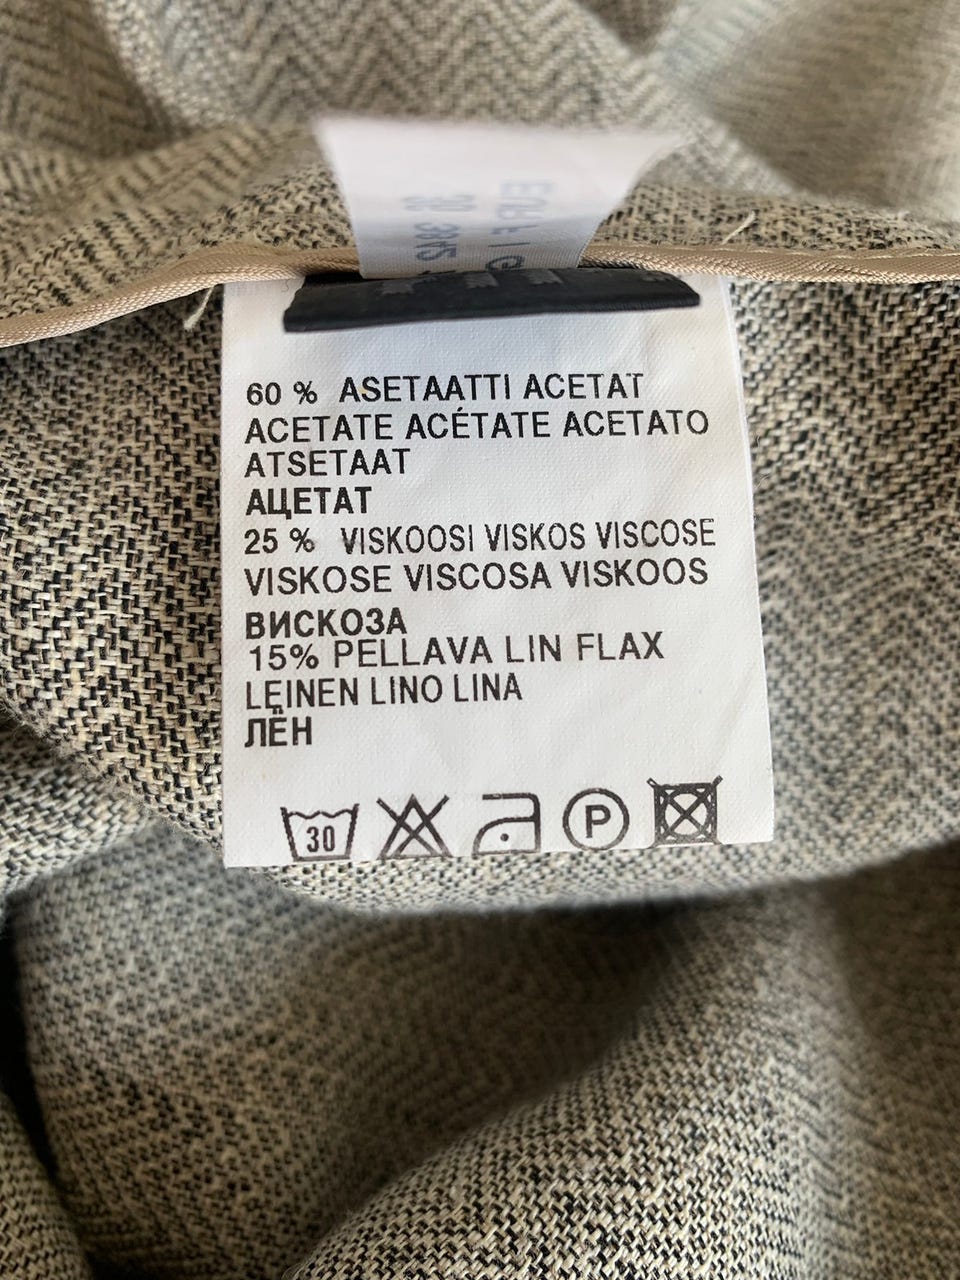 60 % ASETAATTI ACETAT
ACETATE ACÉTATE ACETATO
ATSETAAT
АЦЕТАТ
25 % VISKOOSI VISKOS VISCOSE
VISKOSE VISCOSA VISKOOS
ВИСКОЗА
15% PELLAVA LIN FLAX
LEINEN LINO LINA
ЛЁН
30 P